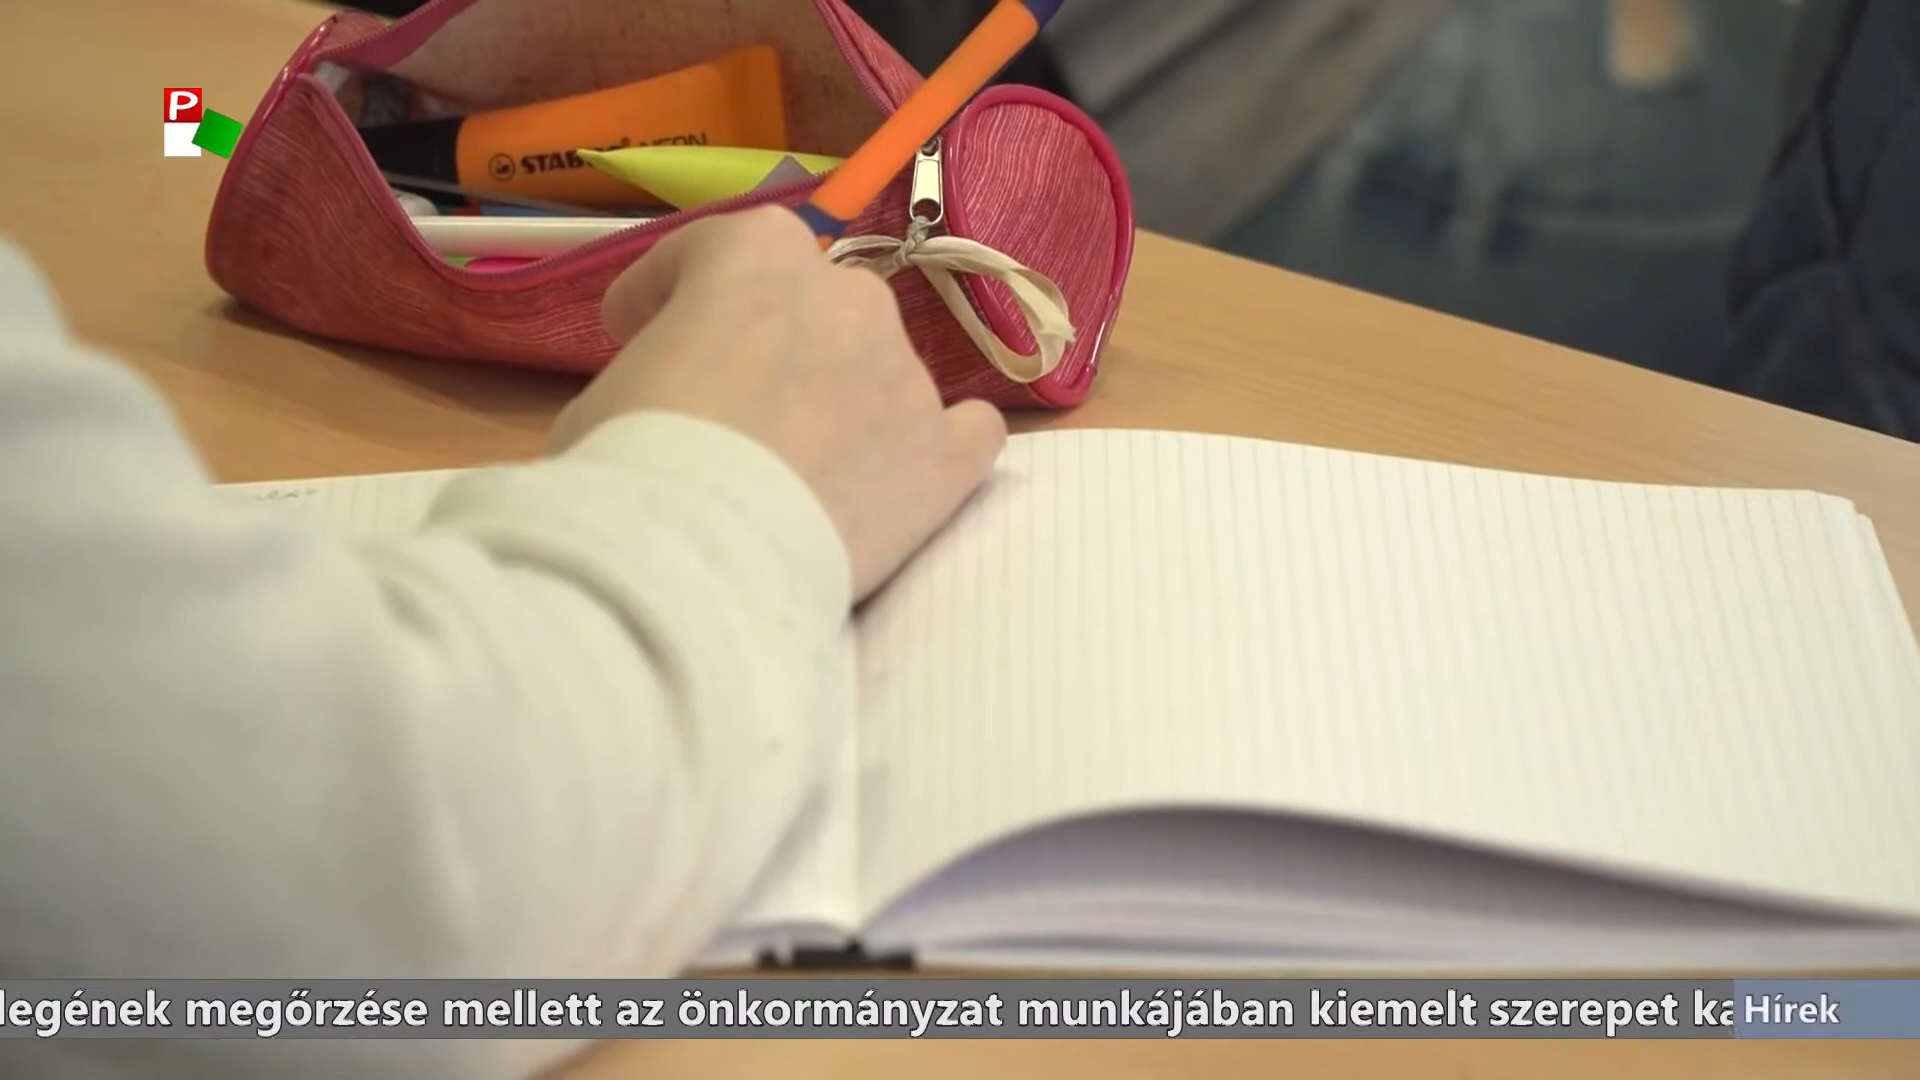 P
STABILO NEON
legének megőrzése mellett az önkormányzat munkájában kiemelt szerepet ka
Hírek